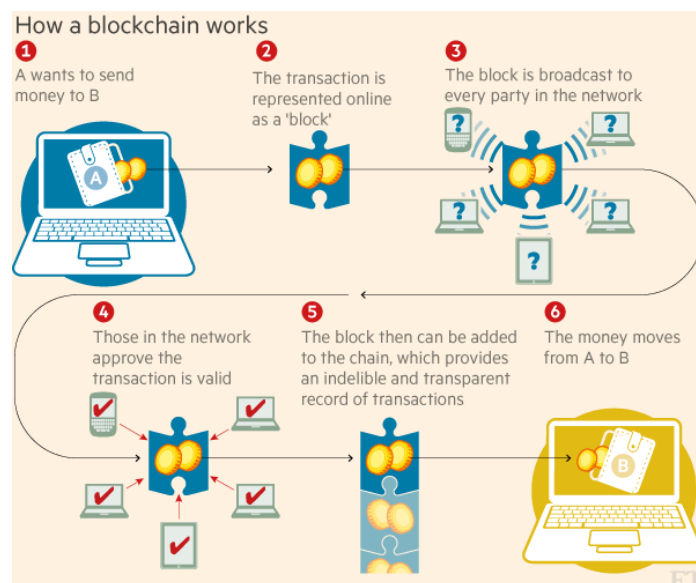 How a blockchain works
1
A wants to send
money to B
2
The transaction is
represented online
as a 'block'
3
The block is broadcast to
every party in the network
A
?
?
?
?
?
4
Those in the network
approve the
transaction is valid
5
The block then can be added
to the chain, which provides
an indelible and transparent
record of transactions
6
The money moves
from A to B
B
FT